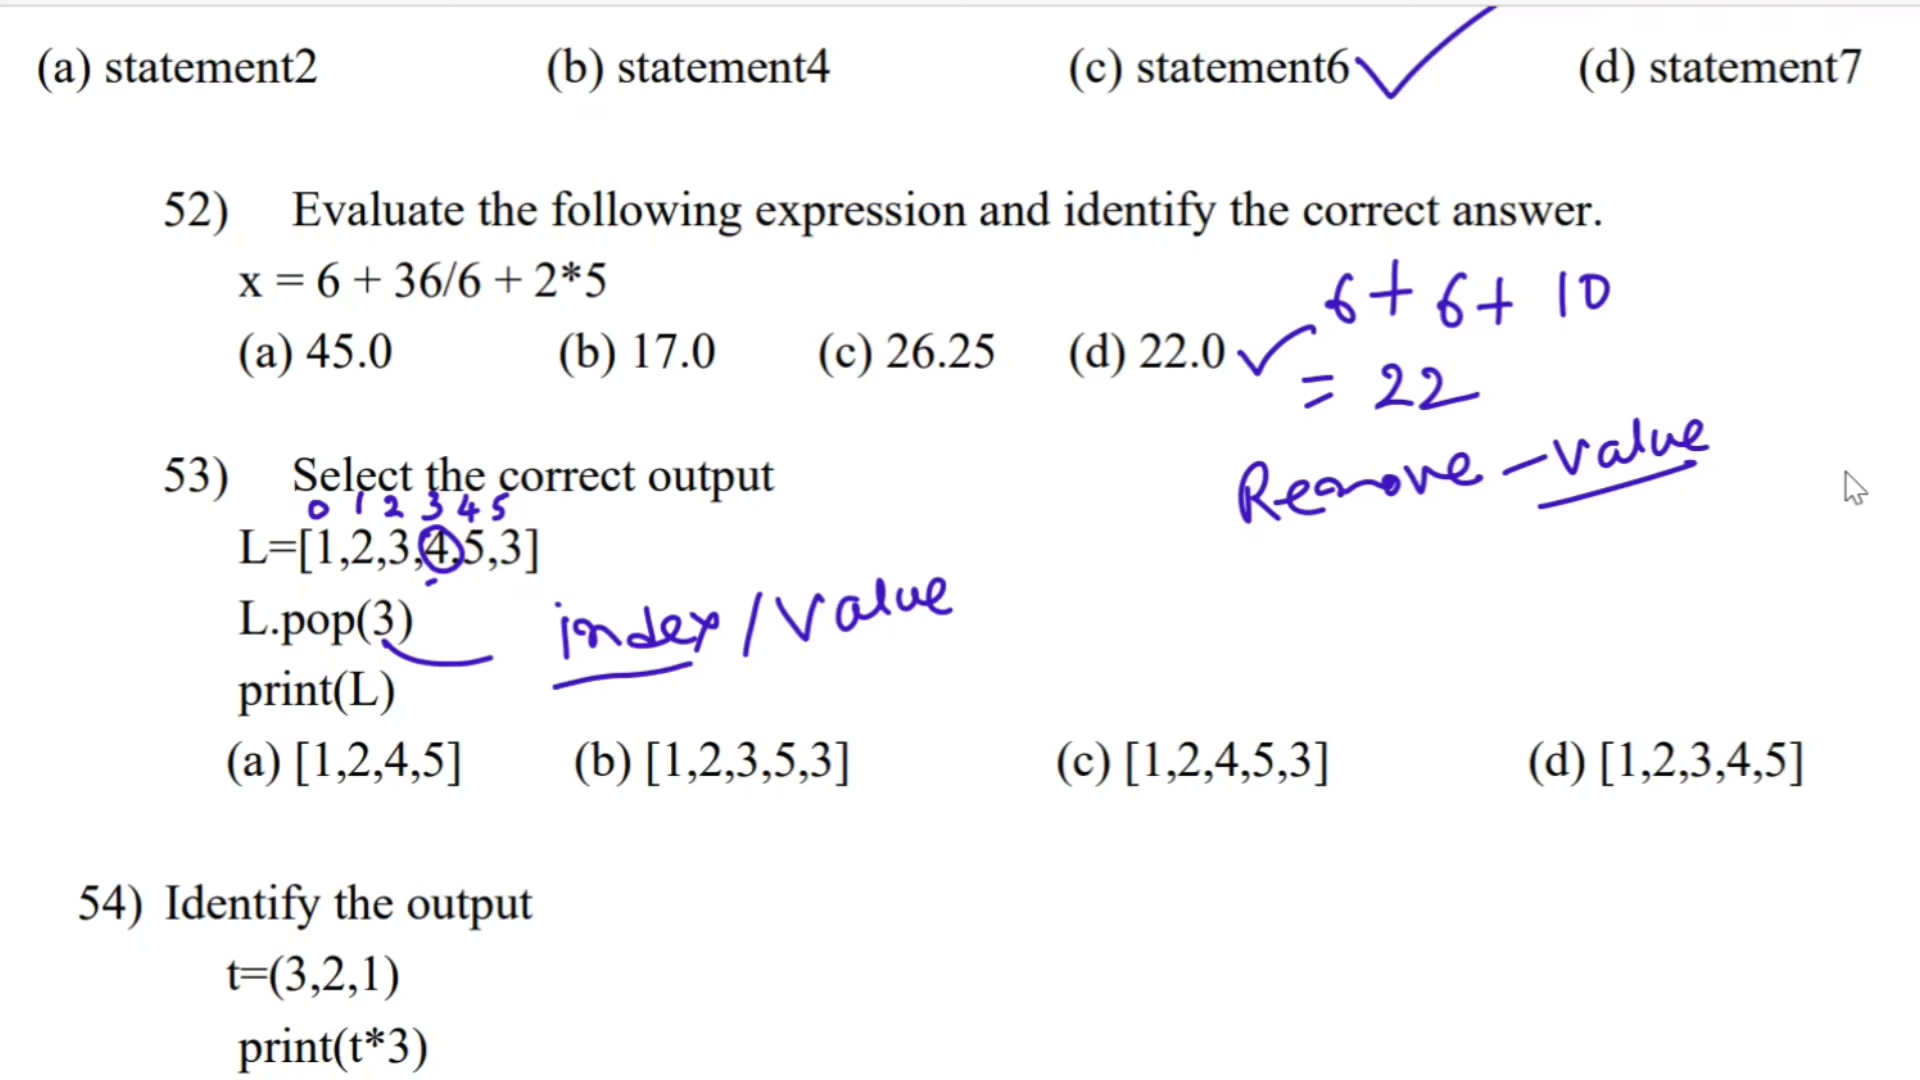 (a) statement2 (b) statement4 (c) statement6 (d) statement7
52) Evaluate the following expression and identify the correct answer.
x = 6 + 36/6 + 2*5
6 + 6 + 10
(a) 45.0 (b) 17.0 (c) 26.25 (d) 22.0
= 22
Remove - value
53) Select the correct output
0 1 2 3 4 5
L=[1,2,3,4,5,3]
L.pop(3)
index / value
print(L)
(a) [1,2,4,5] (b) [1,2,3,5,3] (c) [1,2,4,5,3] (d) [1,2,3,4,5]
54) Identify the output
t=(3,2,1)
print(t*3)